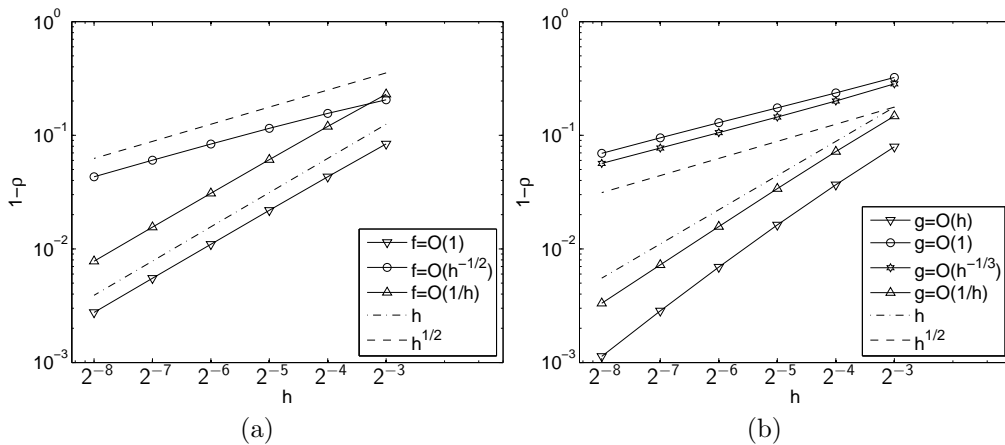 10^0
10^{-1}
10^{-2}
10^{-3}
1−ρ
2^{-8} 2^{-7} 2^{-6} 2^{-5} 2^{-4} 2^{-3}
h
f=O(1)
f=O(h^{-1/2})
f=O(1/h)
h
h^{1/2}
(a)
10^0
10^{-1}
10^{-2}
10^{-3}
1−ρ
2^{-8} 2^{-7} 2^{-6} 2^{-5} 2^{-4} 2^{-3}
h
g=O(h)
g=O(1)
g=O(h^{-1/3})
g=O(1/h)
h
h^{1/2}
(b)